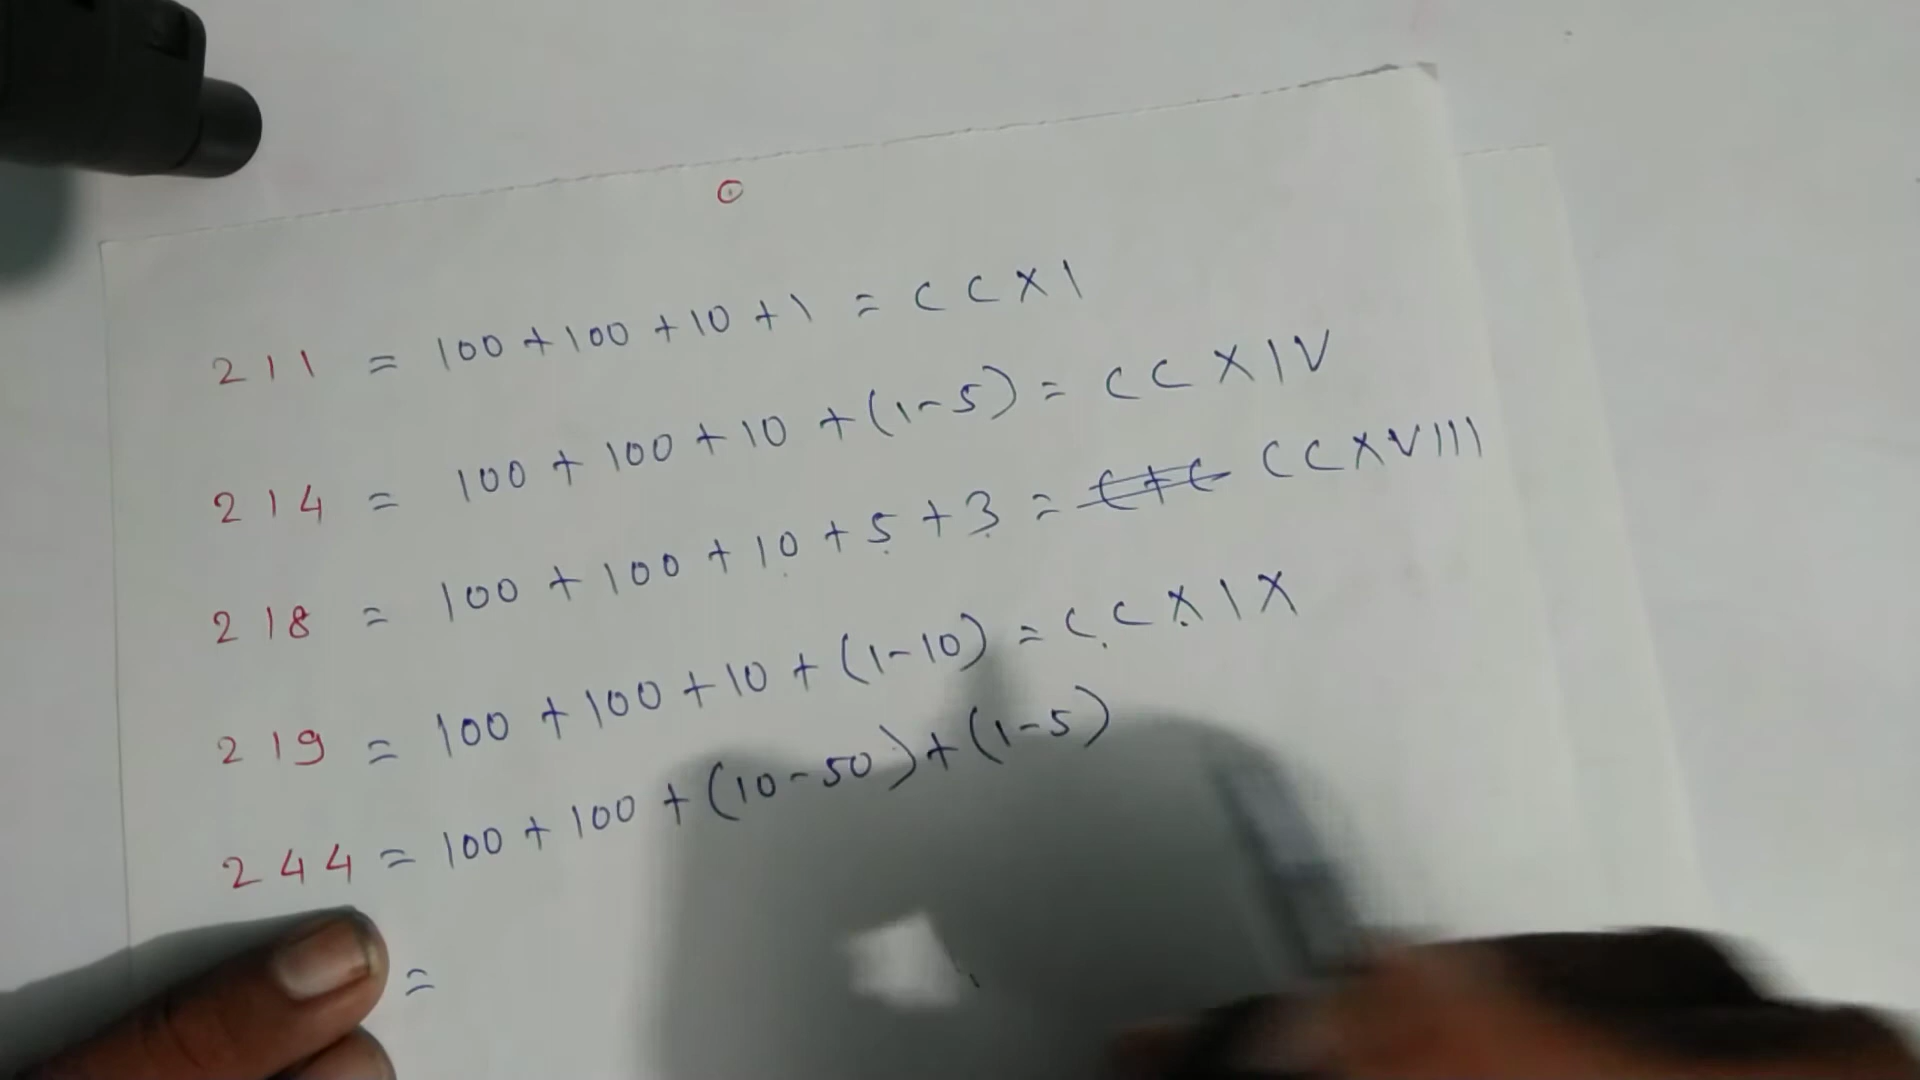 211 = 100 + 100 + 10 + 1 = CCXI
214 = 100 + 100 + 10 + (1-5) = CCXIV
218 = 100 + 100 + 10 + 5 + 3 = CCXVIII
219 = 100 + 100 + 10 + (1-10) = CCXIX
244 = 100 + 100 + (10-50) + (1-5)
=